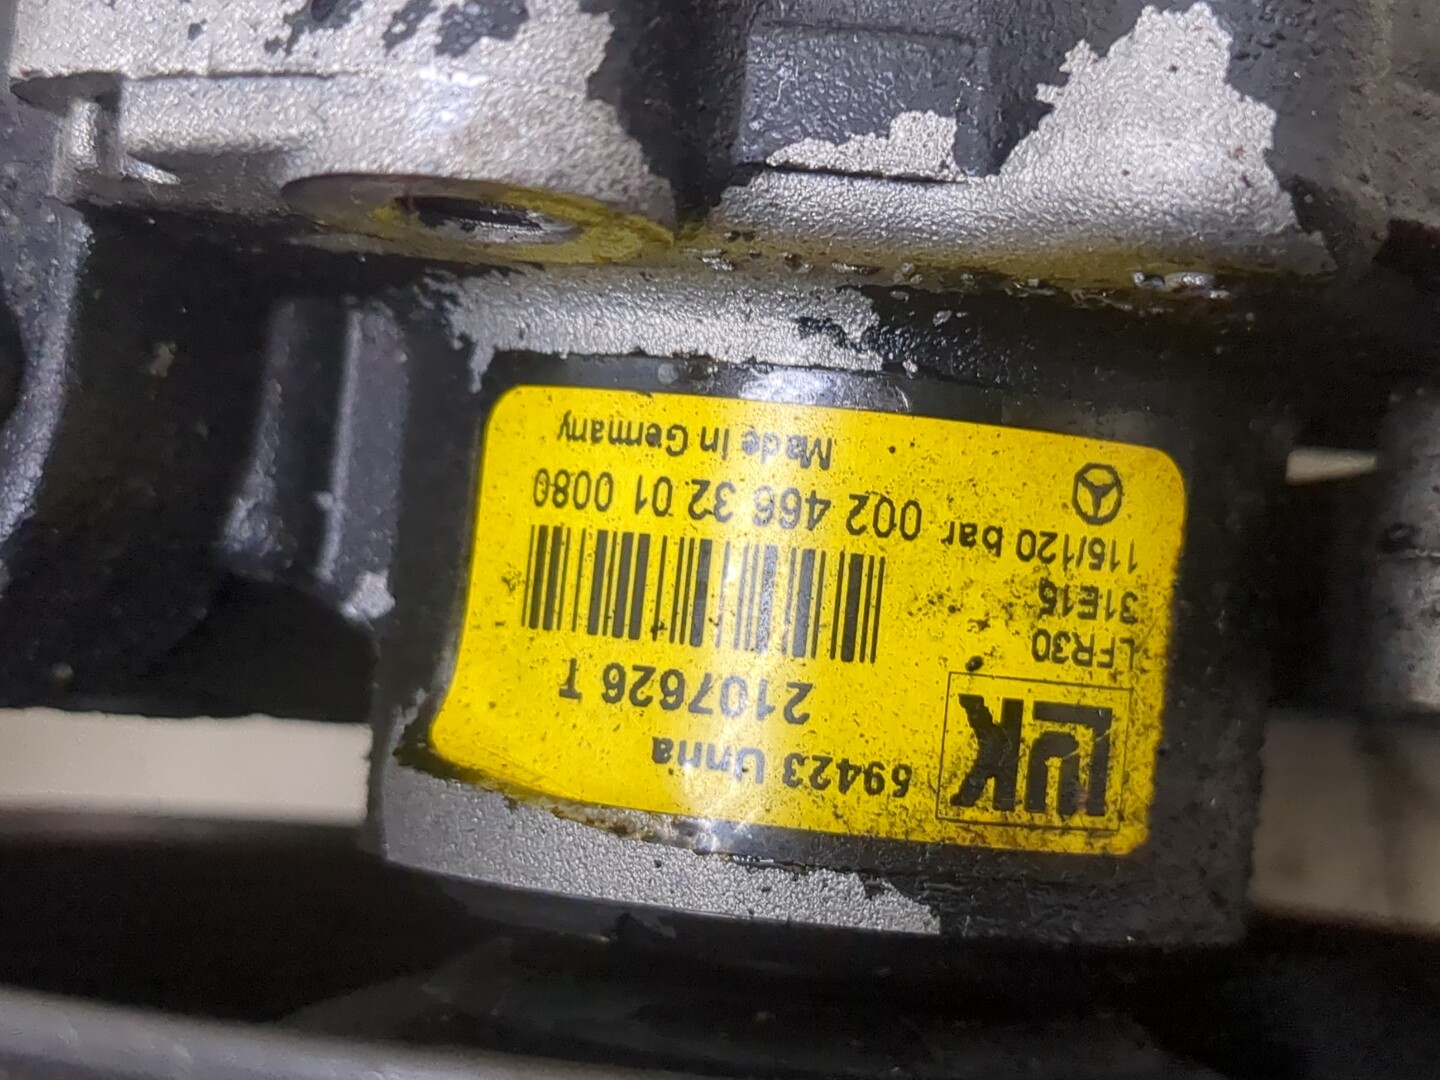 LUK
59423 Unna
2107626 T
LFR30
31E15
115/120 bar 002 466 32 01 0080
Made In Germany